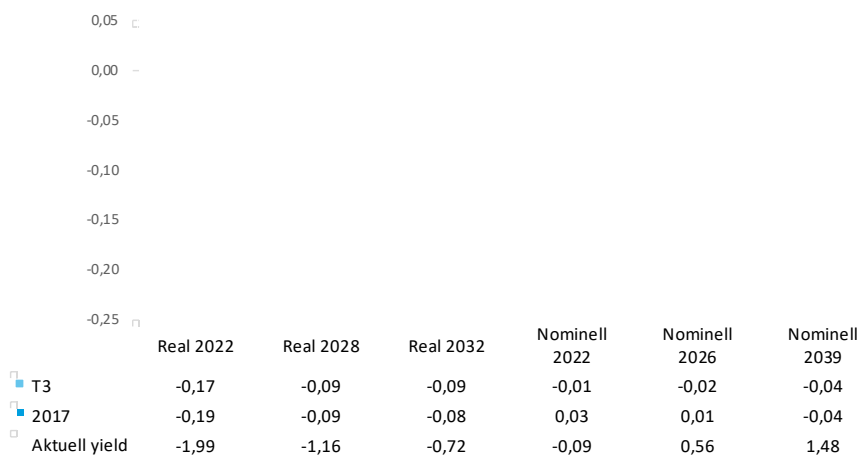 0,05
0,00
-0,05
-0,10
-0,15
-0,20
-0,25
Real 2022 Real 2028 Real 2032 Nominell 2022 Nominell 2026 Nominell 2039
T3 -0,17 -0,09 -0,09 -0,01 -0,02 -0,04
2017 -0,19 -0,09 -0,08 0,03 0,01 -0,04
Aktuell yield -1,99 -1,16 -0,72 -0,09 0,56 1,48